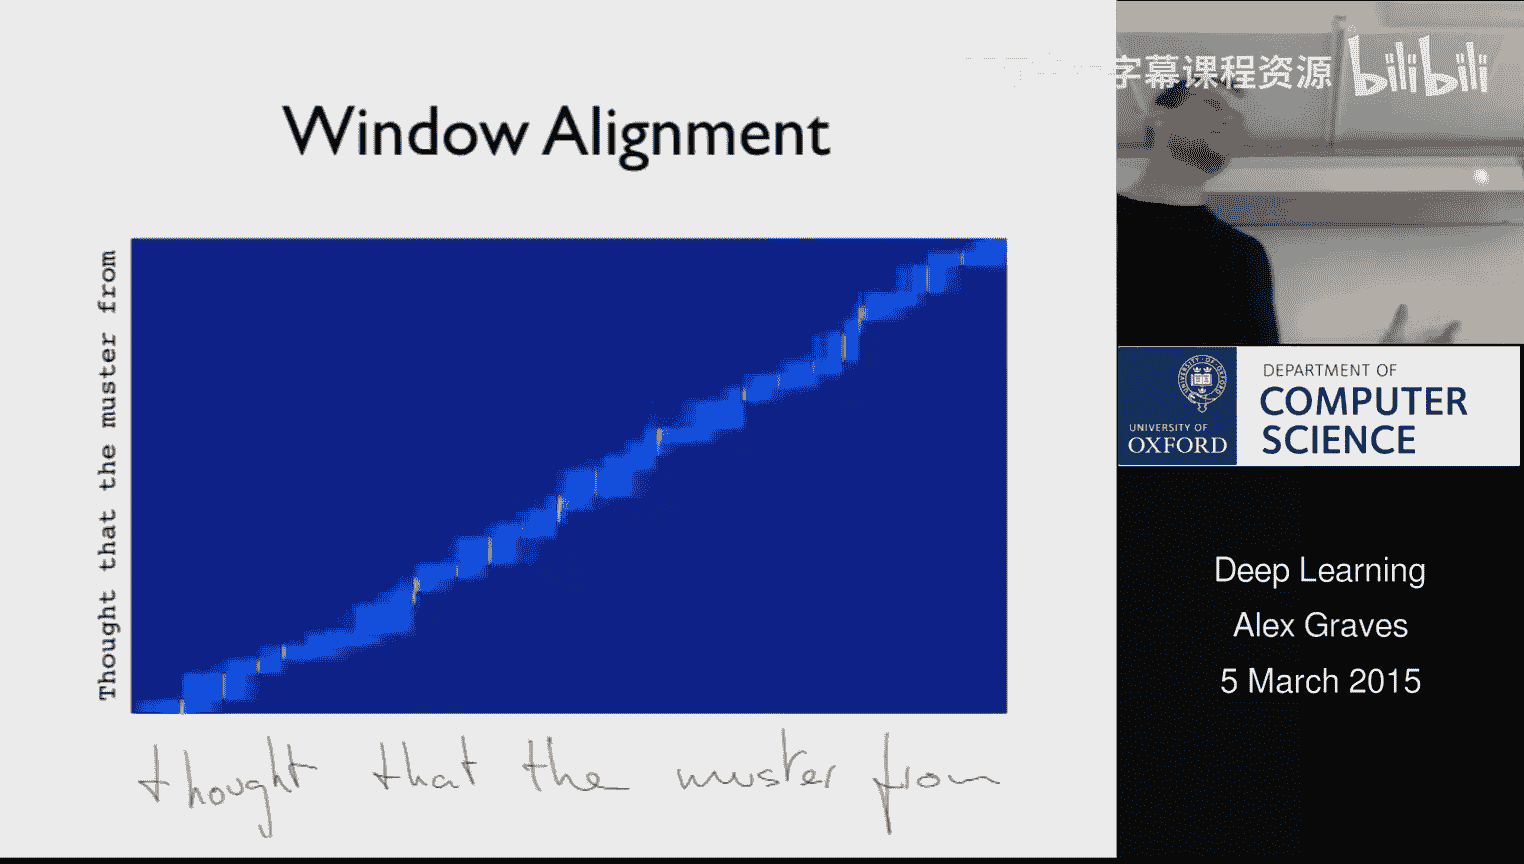 字幕课程资源 bilibili
Window Alignment
Thought that the muster from
thought that the muster from
UNIVERSITY OF
OXFORD
DEPARTMENT OF
COMPUTER
SCIENCE
Deep Learning
Alex Graves
5 March 2015